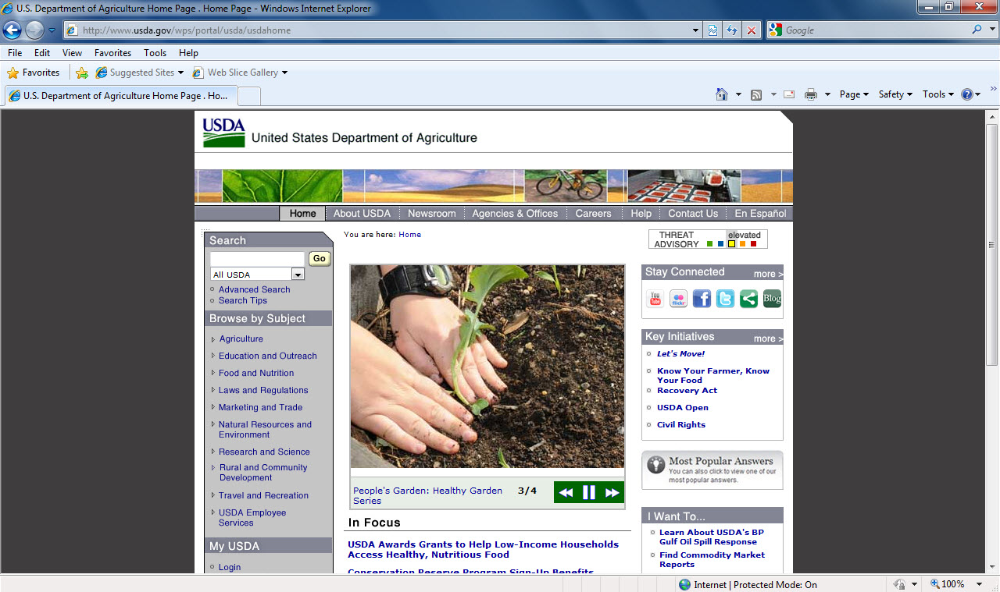 U.S. Department of Agriculture Home Page . Home Page - Windows Internet Explorer
http://www.usda.gov/wps/portal/usda/usdahome
Google
File Edit View Favorites Tools Help
Favorites Suggested Sites Web Slice Gallery
U.S. Department of Agriculture Home Page . Ho...
Page Safety Tools
USDA
United States Department of Agriculture
Home About USDA Newsroom Agencies & Offices Careers Help Contact Us En Español
Search
Go
All USDA
Advanced Search
Search Tips
Browse by Subject
Agriculture
Education and Outreach
Food and Nutrition
Laws and Regulations
Marketing and Trade
Natural Resources and
Environment
Research and Science
Rural and Community
Development
Travel and Recreation
USDA Employee
Services
My USDA
Login
You are here: Home
People's Garden: Healthy Garden
Series
3/4
In Focus
USDA Awards Grants to Help Low-Income Households
Access Healthy, Nutritious Food
Conservation Reserve Program Sign-Up Benefits
THREAT
ADVISORY
elevated
Stay Connected more >
You
Tube
flickr
Blog
Key Initiatives more >
Let's Move!
Know Your Farmer, Know
Your Food
Recovery Act
USDA Open
Civil Rights
Most Popular Answers
You can also click to view one of our
most popular answers.
I Want To...
Learn About USDA's BP
Gulf Oil Spill Response
Find Commodity Market
Reports
Internet | Protected Mode: On
100%